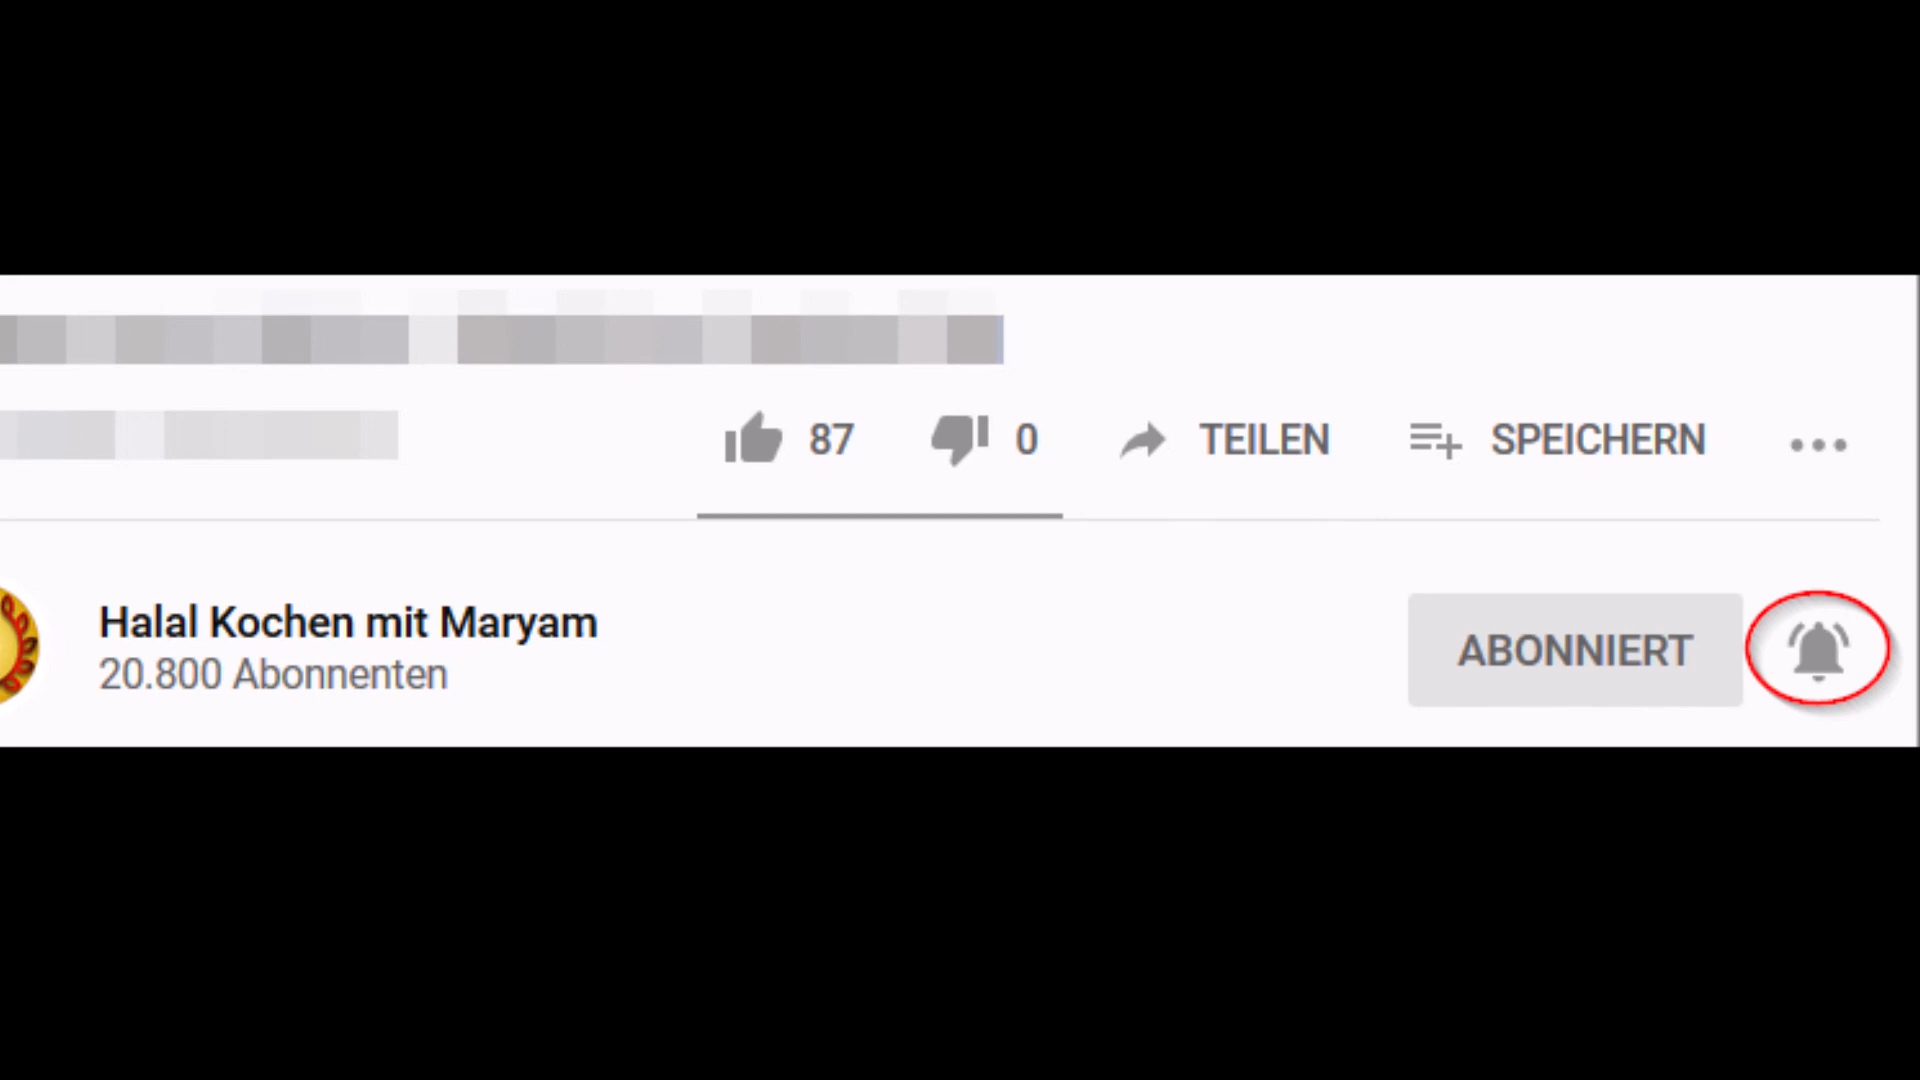 87 0 TEILEN SPEICHERN
Halal Kochen mit Maryam
20.800 Abonnenten
ABONNIERT